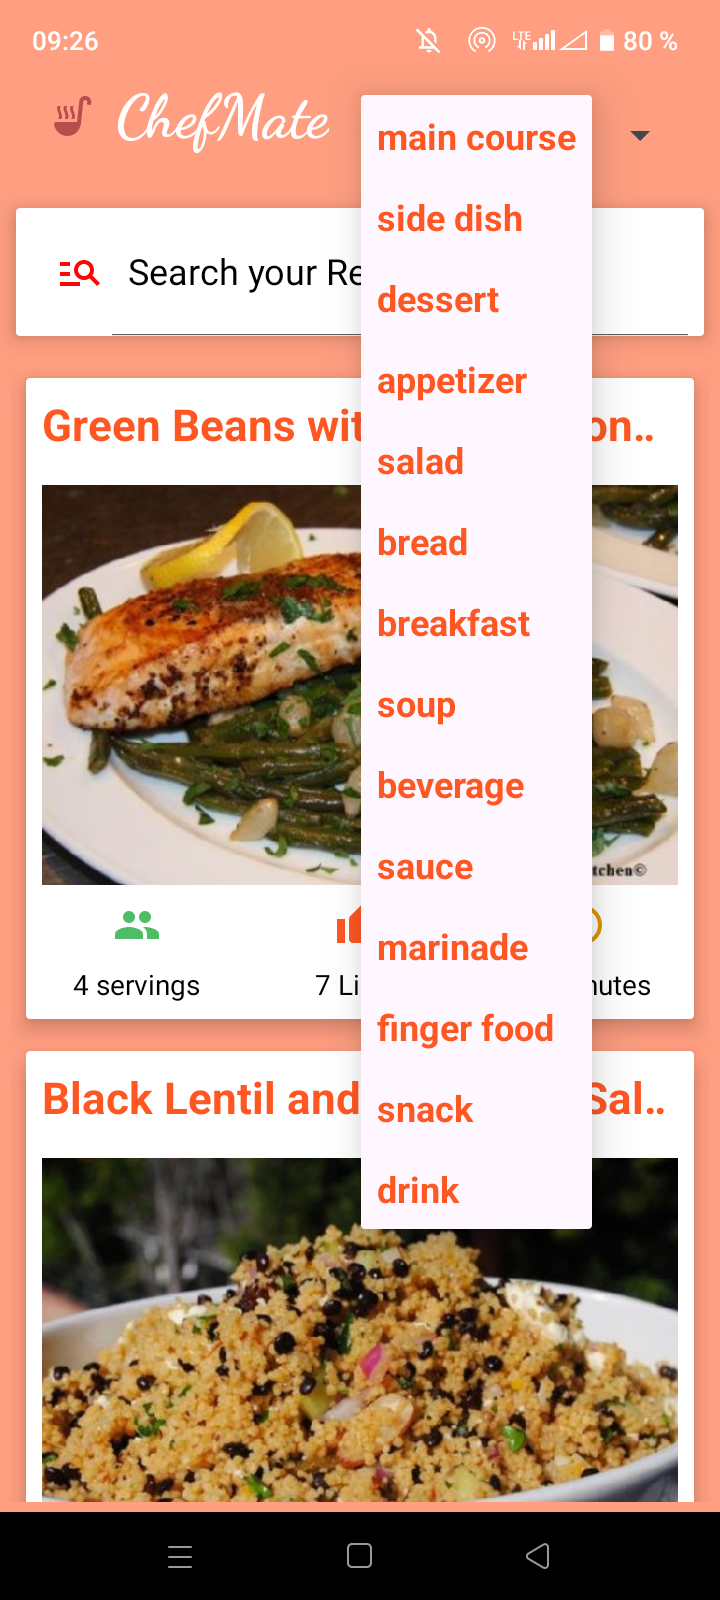 09:26
LTE
80 %
ChefMate
main course
side dish
dessert
appetizer
salad
bread
breakfast
soup
beverage
sauce
marinade
finger food
snack
drink
Search your Re
Green Beans wit on..
tchen©
4 servings
7 Li
nutes
Black Lentil and Sal..